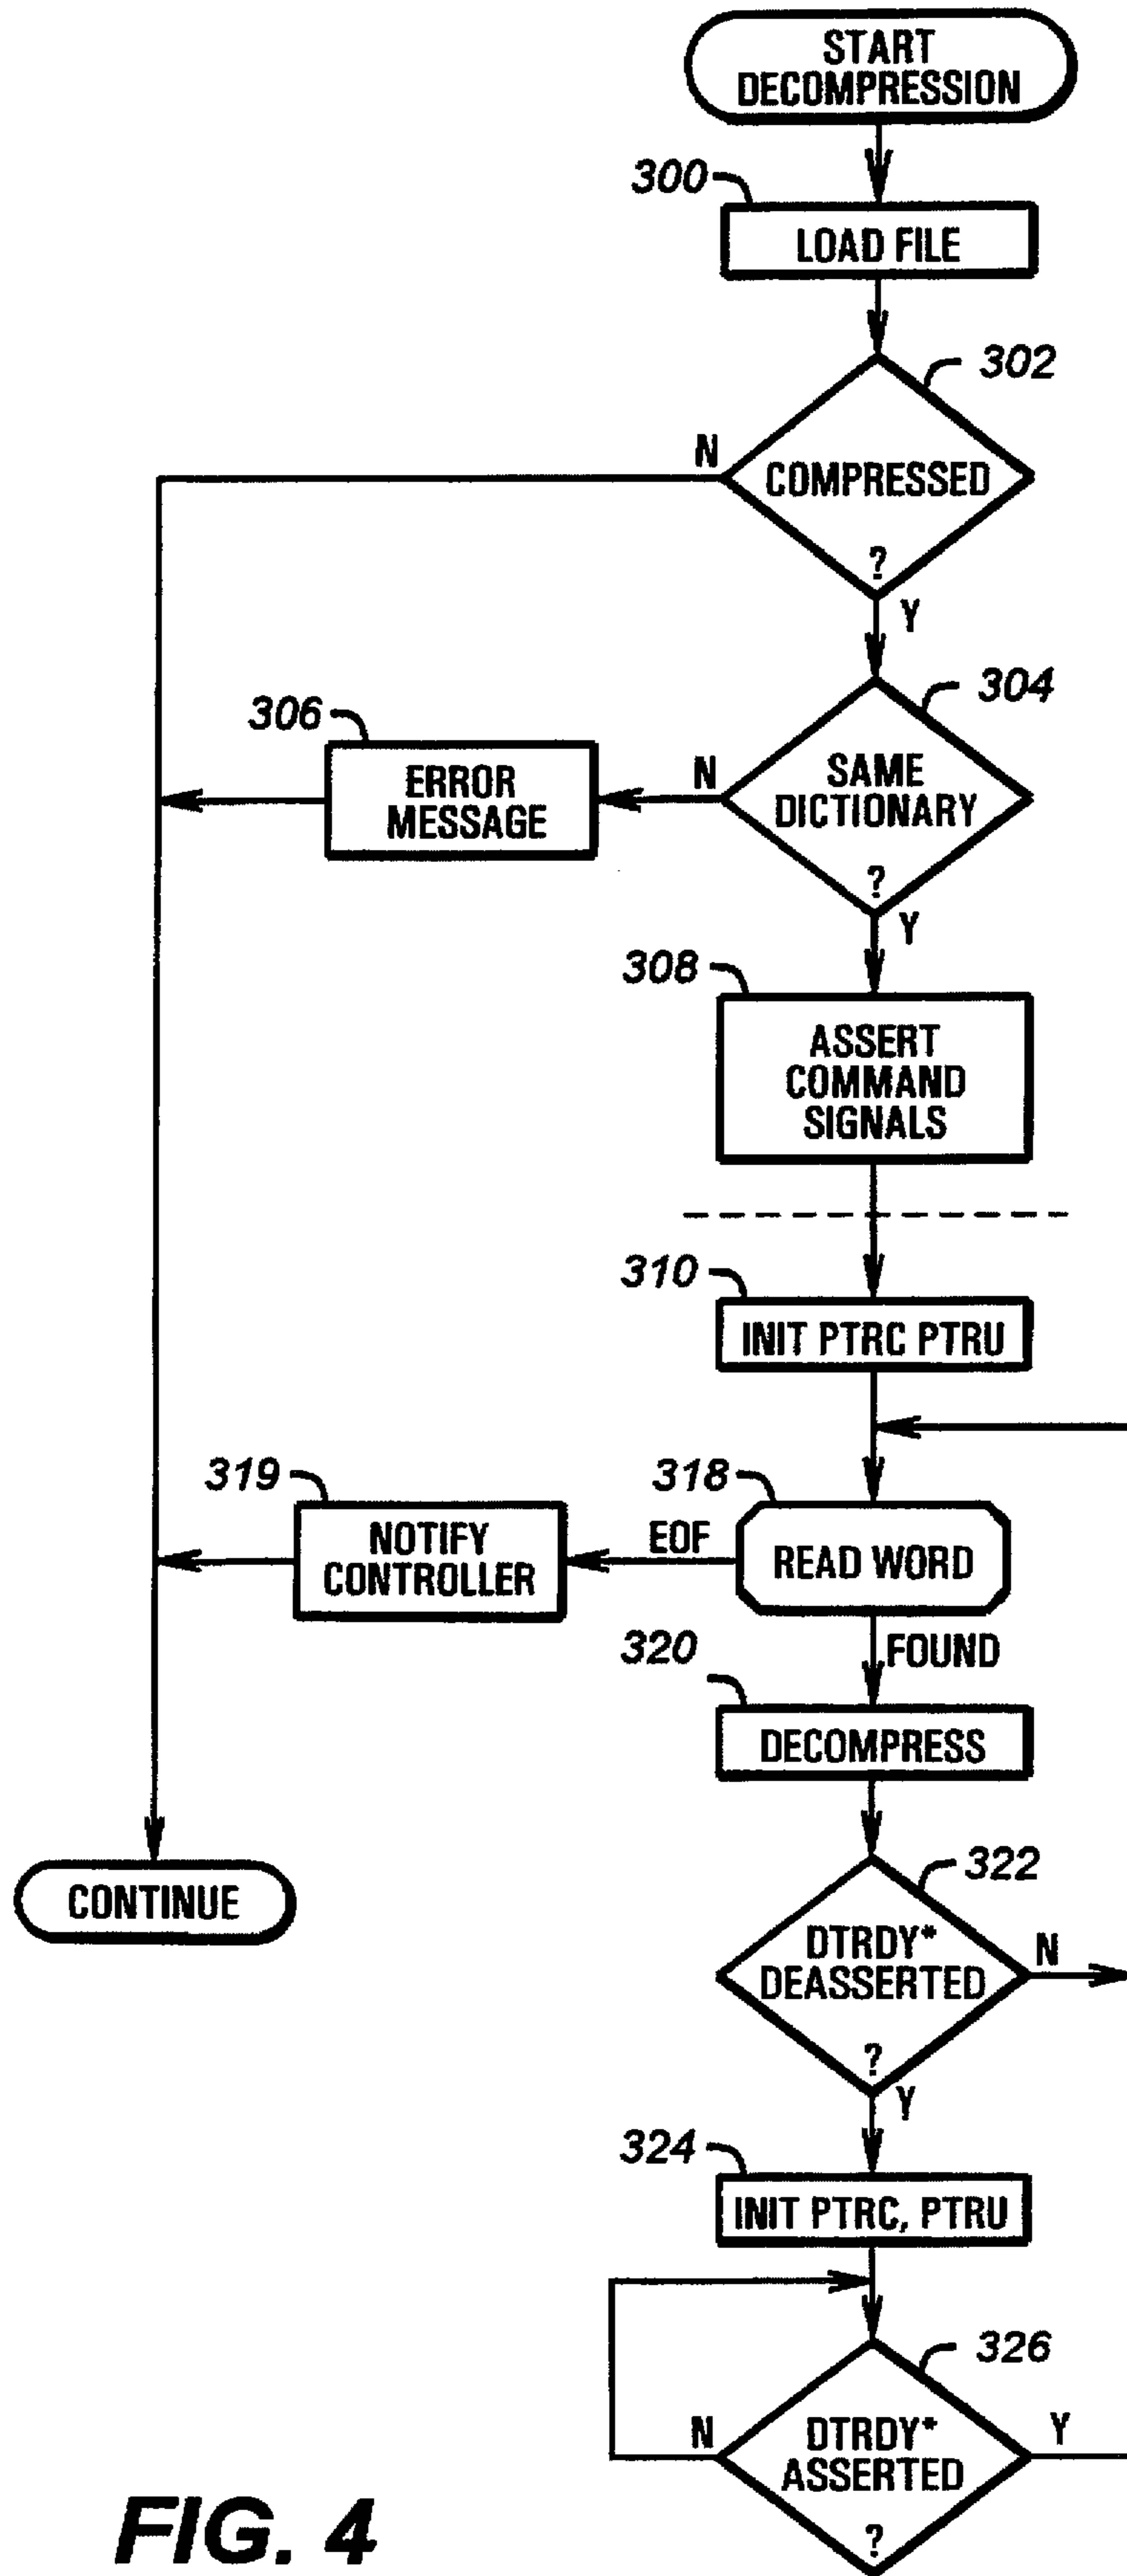 START
DECOMPRESSION
300
LOAD FILE
302
N
COMPRESSED
?
Y
304
306
ERROR
MESSAGE
N
SAME
DICTIONARY
?
Y
308
ASSERT
COMMAND
SIGNALS
310
INIT PTRC PTRU
319
318
NOTIFY
CONTROLLER
EOF
READ WORD
320
FOUND
DECOMPRESS
322
CONTINUE
DTRDY*
DEASSERTED
N
?
Y
324
INIT PTRC, PTRU
326
N
DTRDY*
ASSERTED
Y
?
FIG. 4